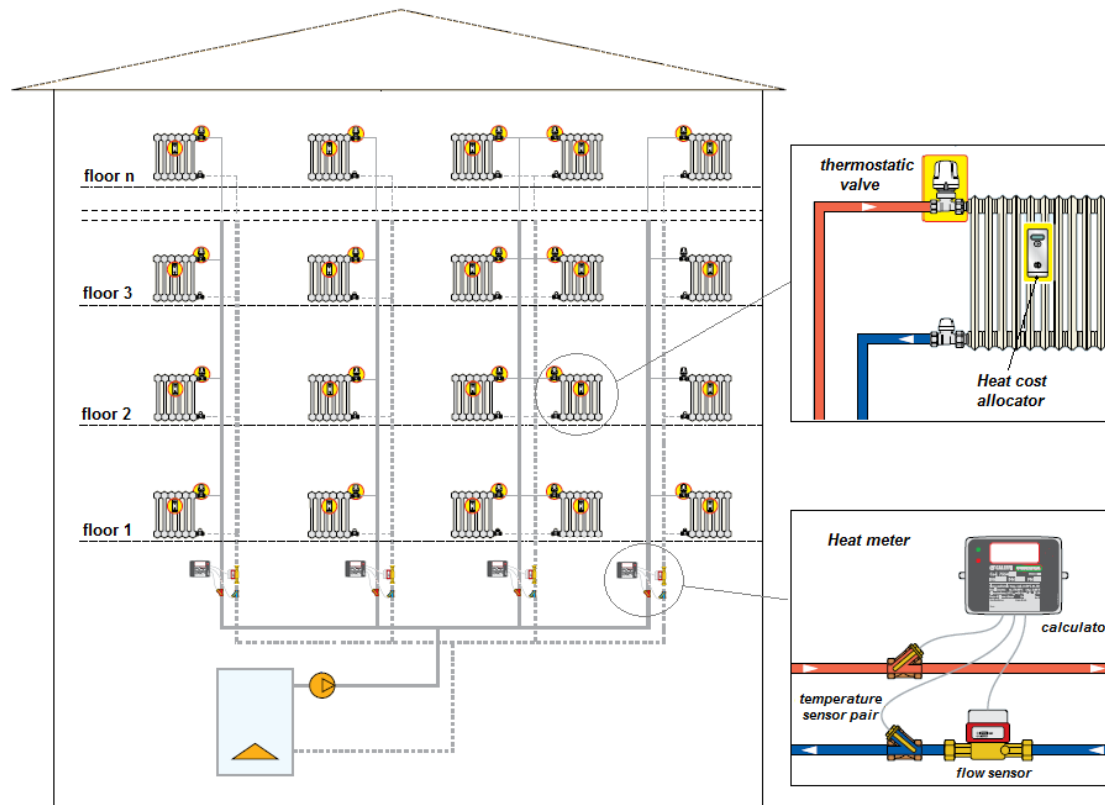 floor n
floor 3
floor 2
floor 1
thermostatic
valve
Heat cost
allocator
Heat meter
calculato
temperature
sensor pair
flow sensor